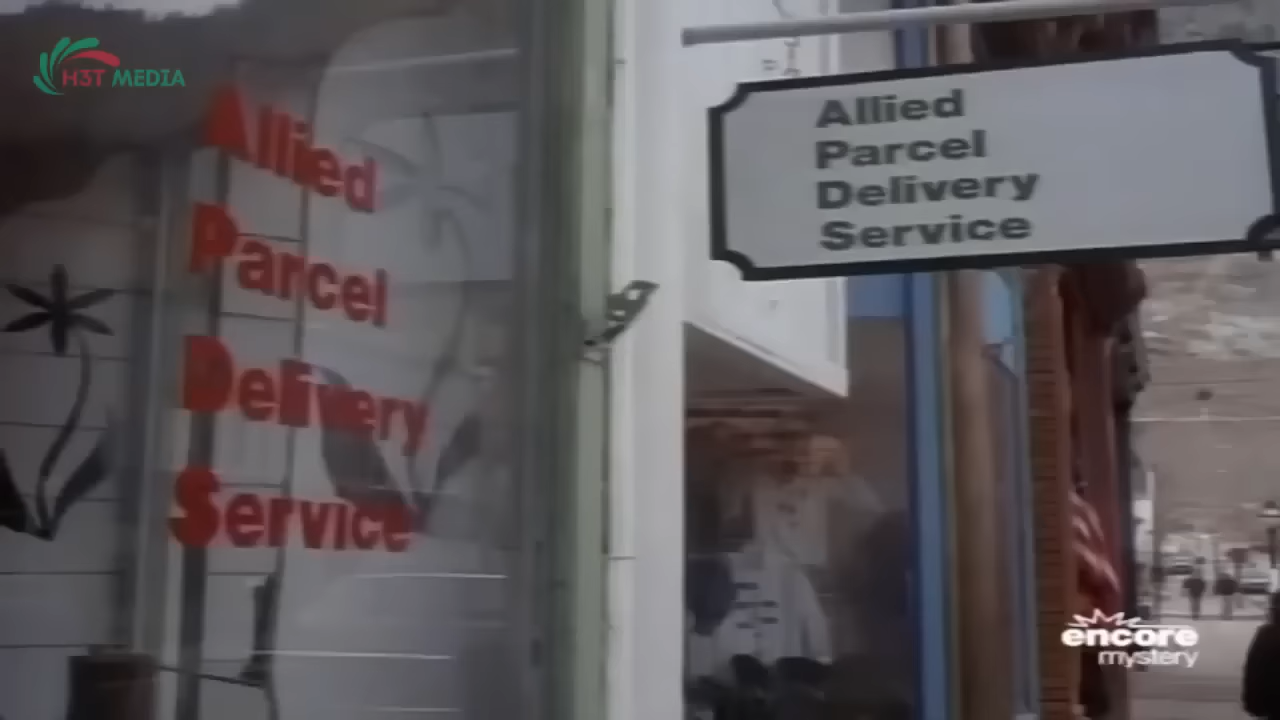 H3T MEDIA
Allied
Parcel
Delivery
Service
Allied
Parcel
Delivery
Service
encore
mystery